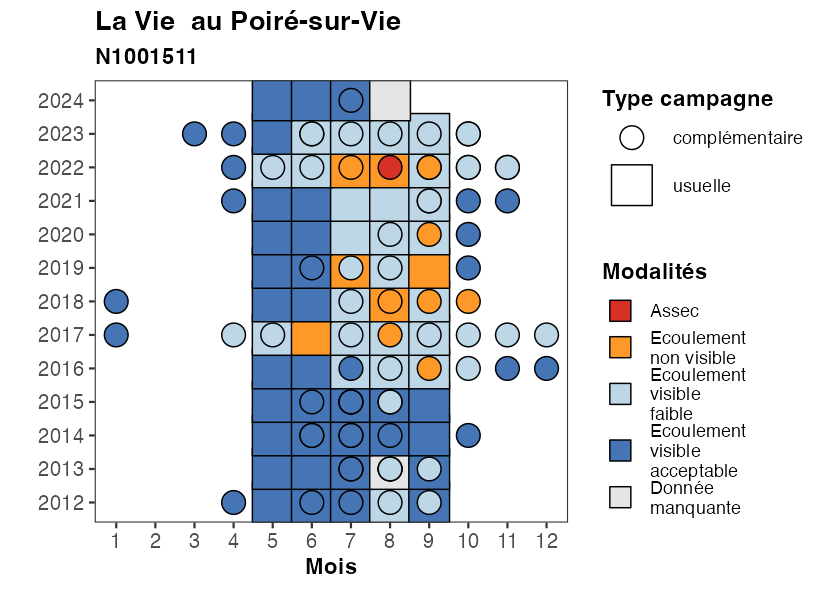 La Vie  au Poiré-sur-Vie
N1001511
2024
2023
2022
2021
2020
2019
2018
2017
2016
2015
2014
2013
2012
1 2 3 4 5 6 7 8 9 10 11 12
Mois
Type campagne
complémentaire
usuelle
Modalités
Assec
Ecoulement
non visible
Ecoulement
visible
faible
Ecoulement
visible
acceptable
Donnée
manquante